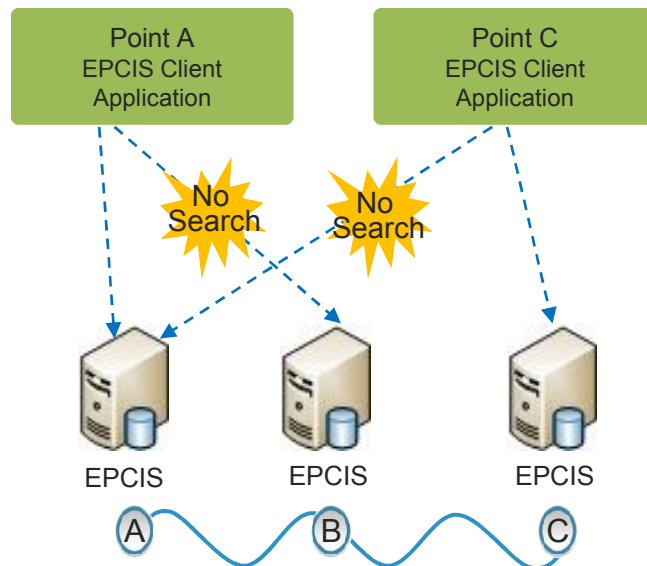 Point A
EPCIS Client
Application
Point C
EPCIS Client
Application
No
Search
No
Search
EPCIS
EPCIS
EPCIS
A
B
C